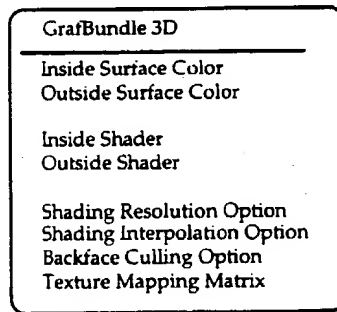 GrafBundle 3D
Inside Surface Color
Outside Surface Color
Inside Shader
Outside Shader
Shading Resolution Option
Shading Interpolation Option
Backface Culling Option
Texture Mapping Matrix